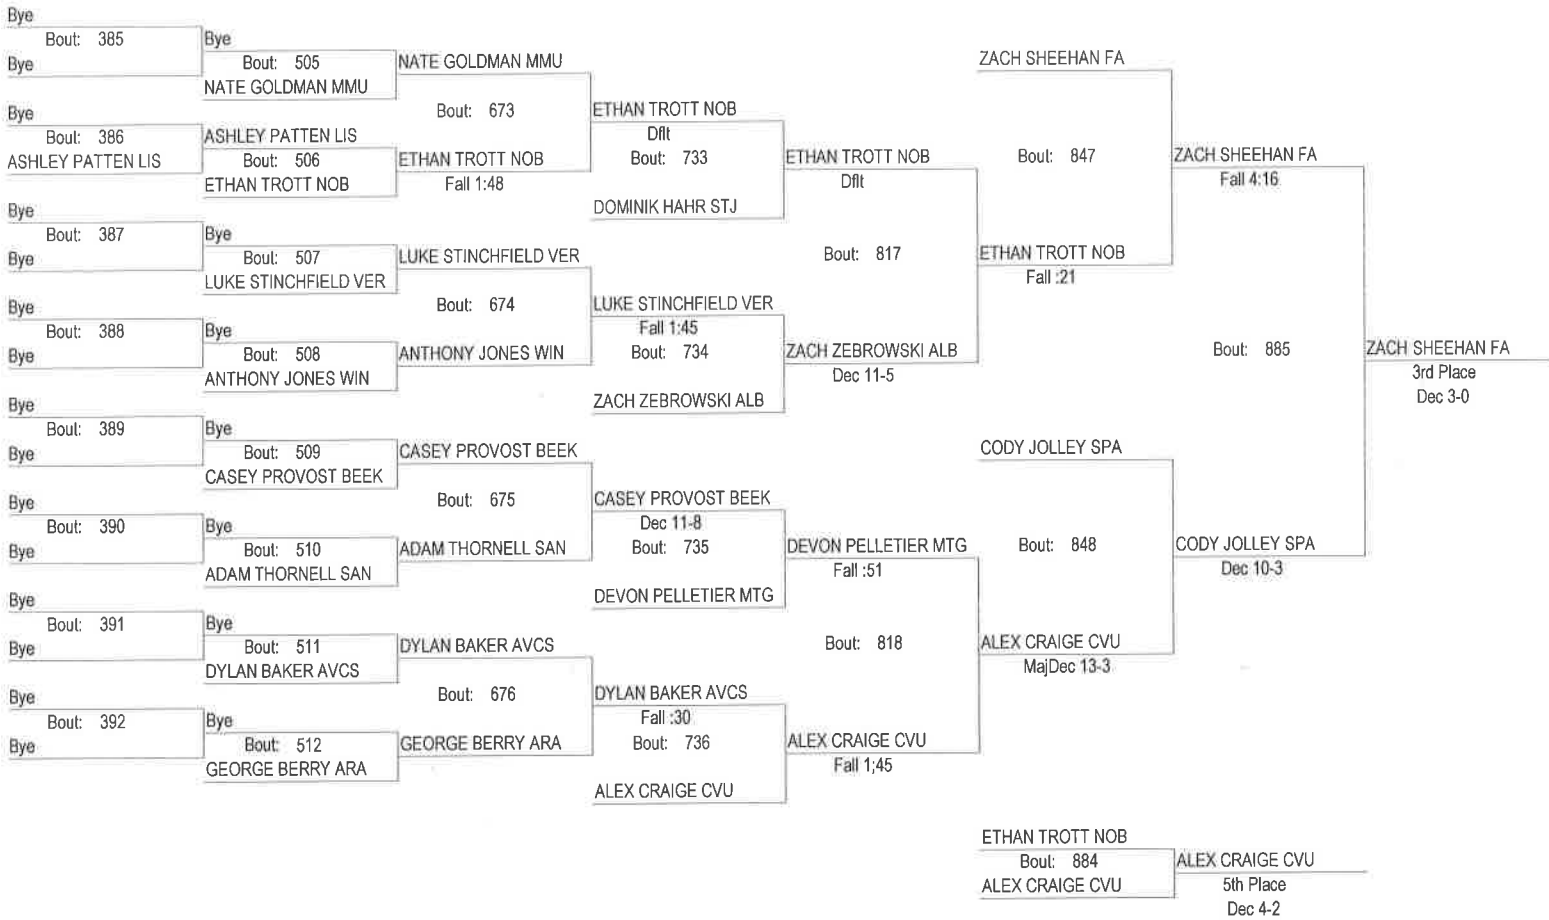 Bye
Bout: 385
Bye
Bye
Bout: 386
ASHLEY PATTEN LIS
Bye
Bout: 387
Bye
Bye
Bout: 388
Bye
Bye
Bout: 389
Bye
Bye
Bout: 390
Bye
Bye
Bout: 391
Bye
Bye
Bout: 392
Bye
Bye
Bout: 505
NATE GOLDMAN MMU
ASHLEY PATTEN LIS
Bout: 506
ETHAN TROTT NOB
Bye
Bout: 507
LUKE STINCHFIELD VER
Bye
Bout: 508
ANTHONY JONES WIN
Bye
Bout: 509
CASEY PROVOST BEEK
Bye
Bout: 510
ADAM THORNELL SAN
Bye
Bout: 511
DYLAN BAKER AVCS
Bye
Bout: 512
GEORGE BERRY ARA
NATE GOLDMAN MMU
Bout: 673
ETHAN TROTT NOB
Fall 1:48
LUKE STINCHFIELD VER
Bout: 674
ANTHONY JONES WIN
CASEY PROVOST BEEK
Bout: 675
ADAM THORNELL SAN
DYLAN BAKER AVCS
Bout: 676
GEORGE BERRY ARA
ETHAN TROTT NOB
Dflt
Bout: 733
DOMINIK HAHR STJ
LUKE STINCHFIELD VER
Fall 1:45
Bout: 734
ZACH ZEBROWSKI ALB
CASEY PROVOST BEEK
Dec 11-8
Bout: 735
DEVON PELLETIER MTG
DYLAN BAKER AVCS
Fall :30
Bout: 736
ALEX CRAIGE CVU
ETHAN TROTT NOB
Dflt
Bout: 817
ZACH ZEBROWSKI ALB
Dec 11-5
DEVON PELLETIER MTG
Fall :51
Bout: 818
ALEX CRAIGE CVU
Fall 1;45
ZACH SHEEHAN FA
Bout: 847
ETHAN TROTT NOB
Fall :21
CODY JOLLEY SPA
Bout: 848
ALEX CRAIGE CVU
MajDec 13-3
ZACH SHEEHAN FA
Fall 4:16
Bout: 885
CODY JOLLEY SPA
Dec 10-3
ZACH SHEEHAN FA
3rd Place
Dec 3-0
ETHAN TROTT NOB
Bout: 884
ALEX CRAIGE CVU
ALEX CRAIGE CVU
5th Place
Dec 4-2